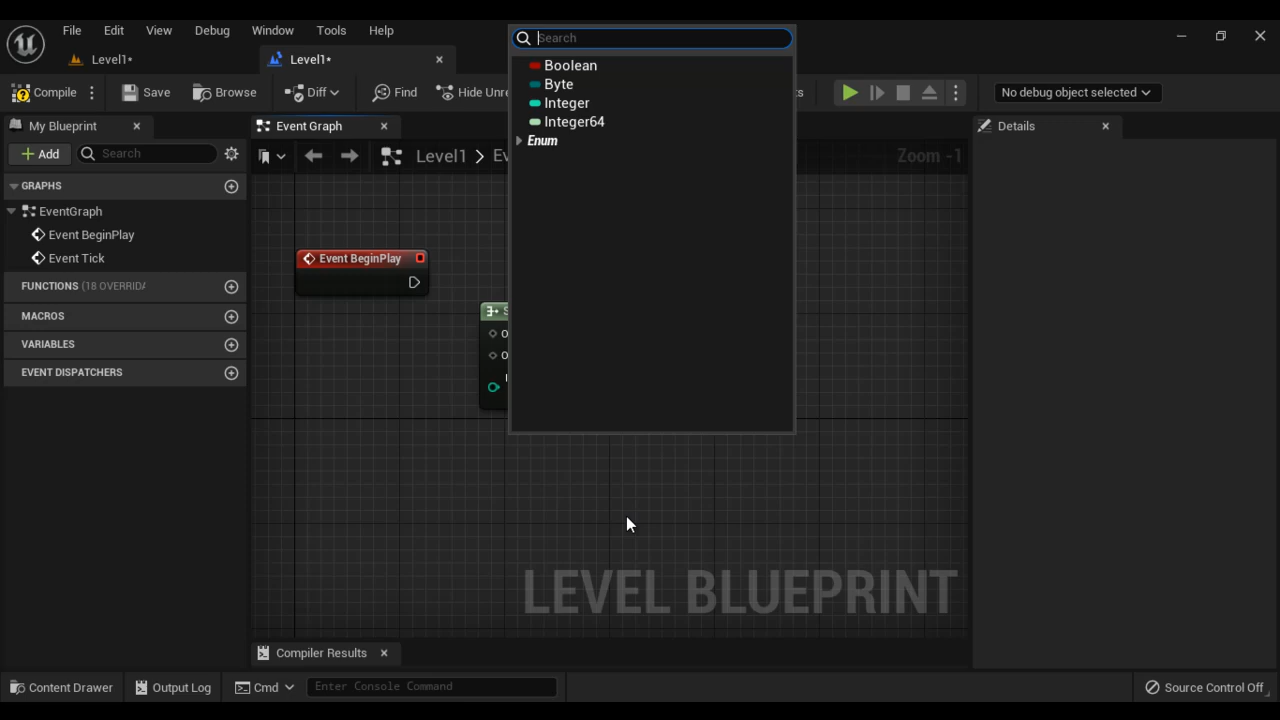 File Edit View Debug Window Tools Help
Search
Level1*
Level1*
Compile
Save
Browse
Diff
Find
Hide Unre
ts
No debug object selected
Boolean
Byte
Integer
Integer64
Enum
My Blueprint
Event Graph
Details
Add
Search
Level1 > Ev
Zoom -1
GRAPHS
EventGraph
Event BeginPlay
Event Tick
FUNCTIONS (18 OVERRIDA
MACROS
VARIABLES
EVENT DISPATCHERS
Event BeginPlay
S
O
O
LEVEL BLUEPRINT
Compiler Results
Content Drawer
Output Log
Cmd
Enter Console Command
Source Control Off